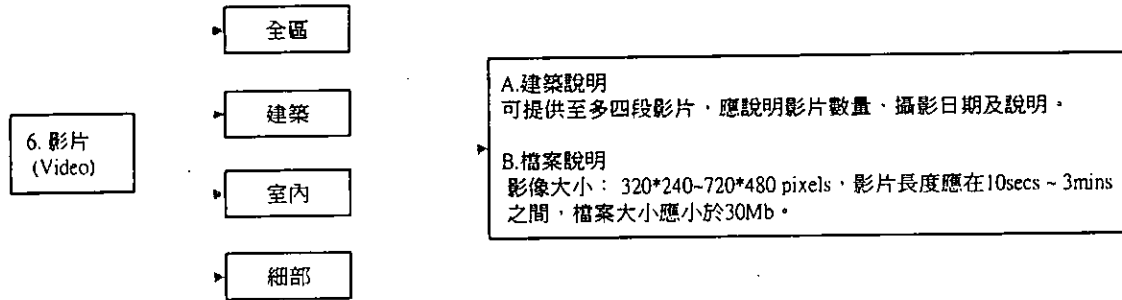 6. 影片
(Video)
全區
建築
室內
細部
A.建築說明
可提供至多四段影片，應說明影片數量、攝影日期及說明。
B.檔案說明
影像大小： 320*240~720*480 pixels，影片長度應在10secs ~ 3mins
之間，檔案大小應小於30Mb。